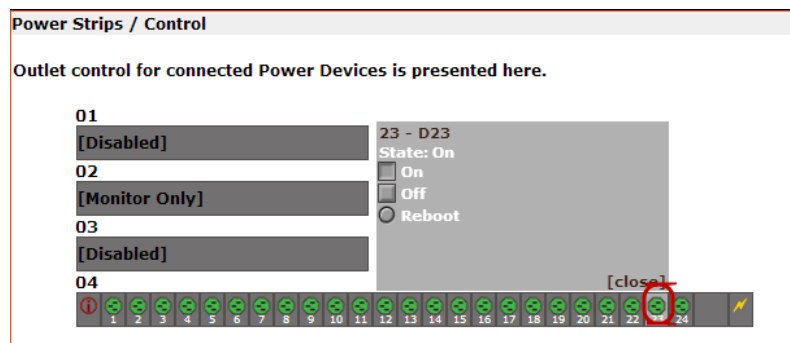 Power Strips / Control
Outlet control for connected Power Devices is presented here.
01
[Disabled]
02
[Monitor Only]
03
[Disabled]
04
23 - D23
State: On
On
Off
Reboot
[close]
1 2 3 4 5 6 7 8 9 10 11 12 13 14 15 16 17 18 19 20 21 22 24